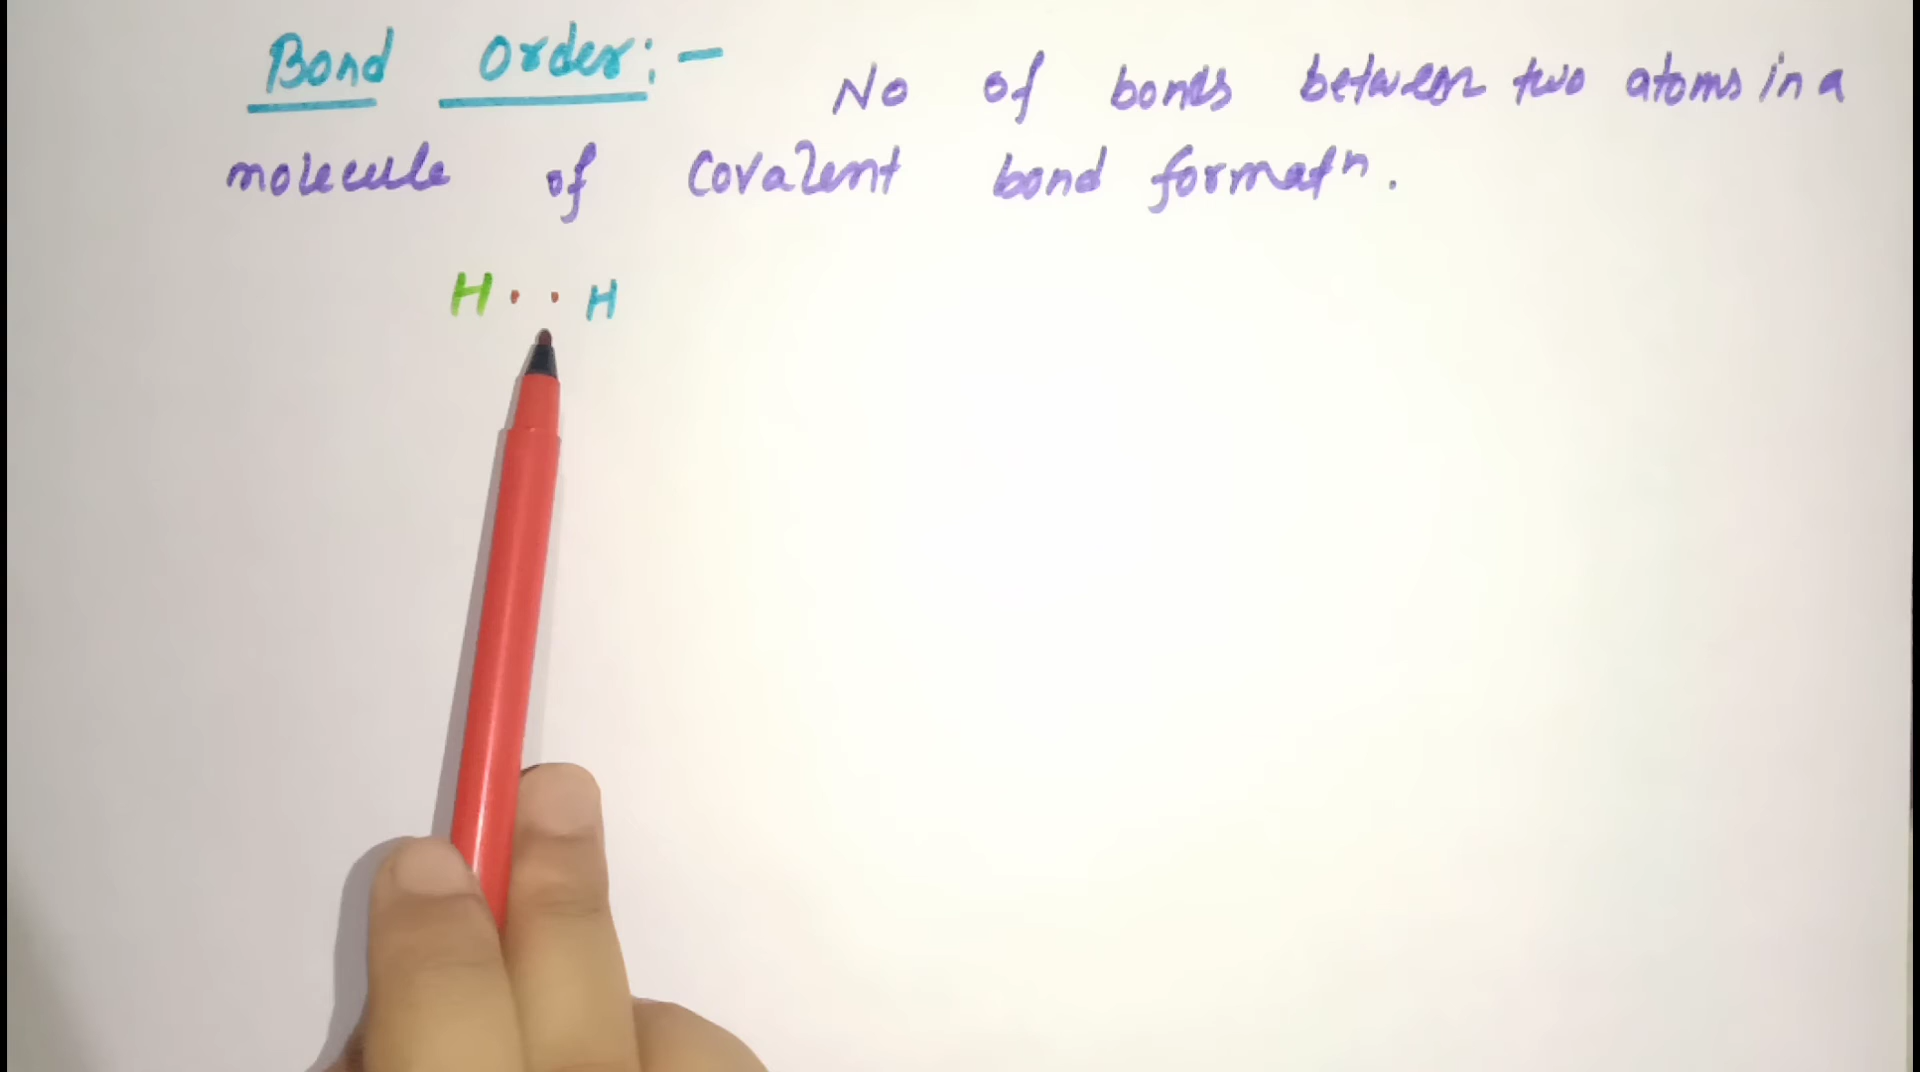 Bond order:- No of bonds between two atoms in a
molecule of covalent bond formatⁿ.
H · · H